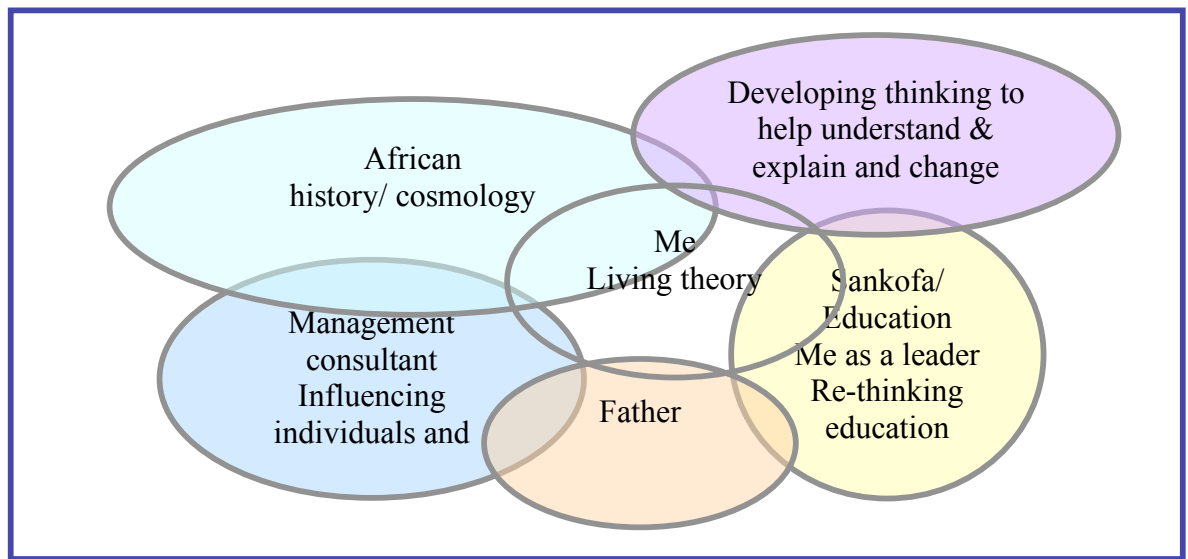 Developing thinking to
help understand &
explain and change
African
history/ cosmology
Me
Living theory
Sankofa/
Education
Me as a leader
Re-thinking
education
Management
consultant
Influencing
individuals and
Father